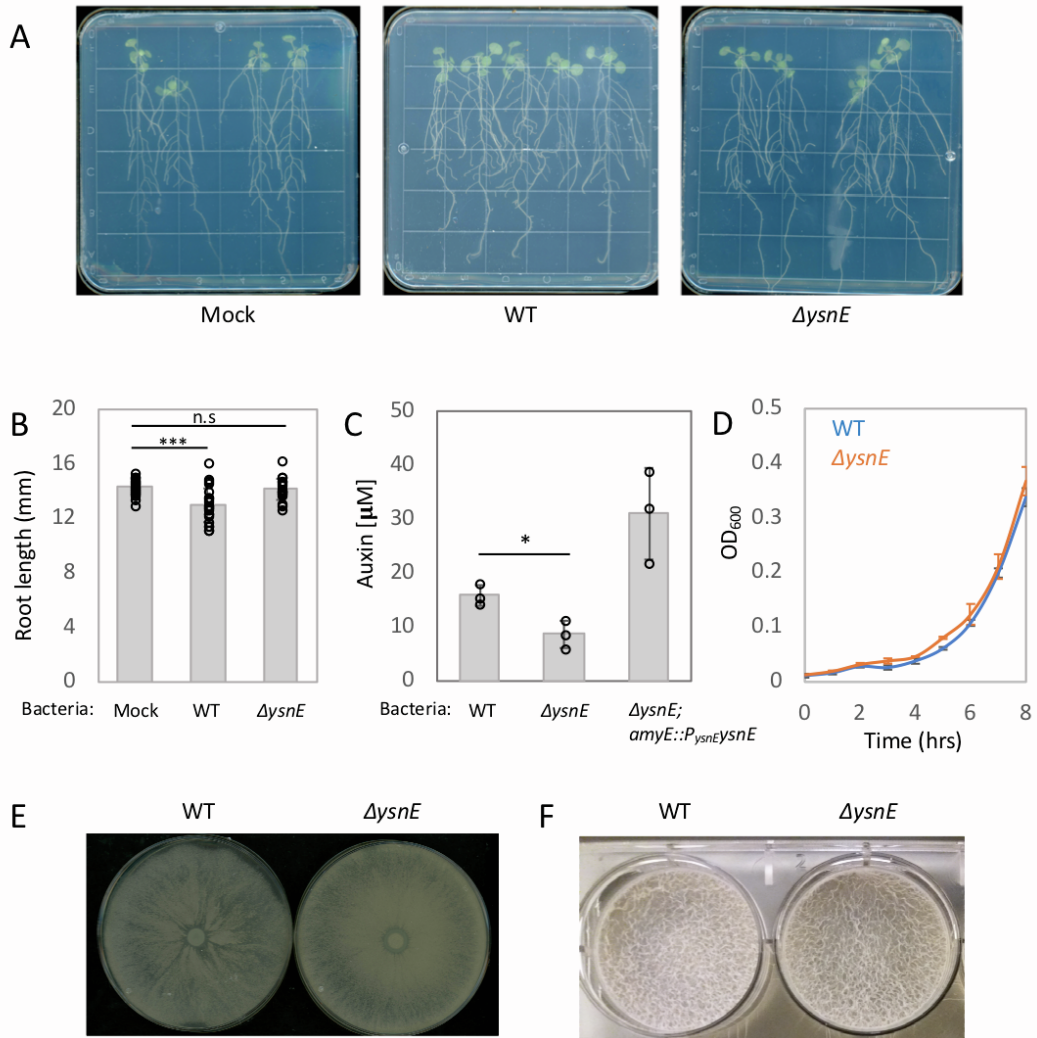 A
Mock
WT
ΔysnE
B
20
16
12
8
4
0
Root length (mm)
n.s
***
Bacteria:
Mock
WT
ΔysnE
C
50
40
30
20
10
0
Auxin [μM]
*
Bacteria:
WT
ΔysnE
ΔysnE;
amyE::PysnEysnE
D
0.5
0.4
0.3
0.2
0.1
0
OD600
WT
ΔysnE
0
2
4
6
8
Time (hrs)
E
WT
ΔysnE
F
WT
ΔysnE